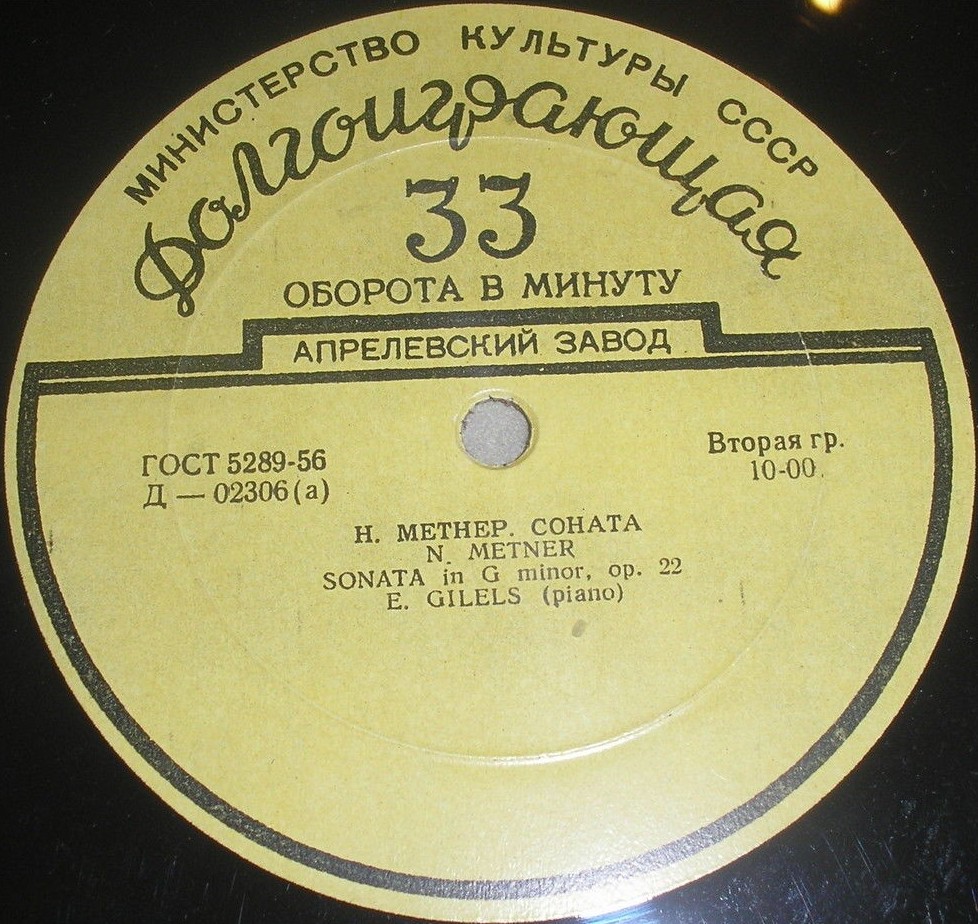 МИНИСТЕРСТВО КУЛЬТУРЫ СССР
Долгоиграющая
33
ОБОРОТА В МИНУТУ
АПРЕЛЕВСКИЙ ЗАВОД
ГОСТ 5289-56
Д — 02306 (а)
Вторая гр.
10-00
Н. МЕТНЕР. СОНАТА
N. METNER
SONATA in G minor, op. 22
E. GILELS (piano)